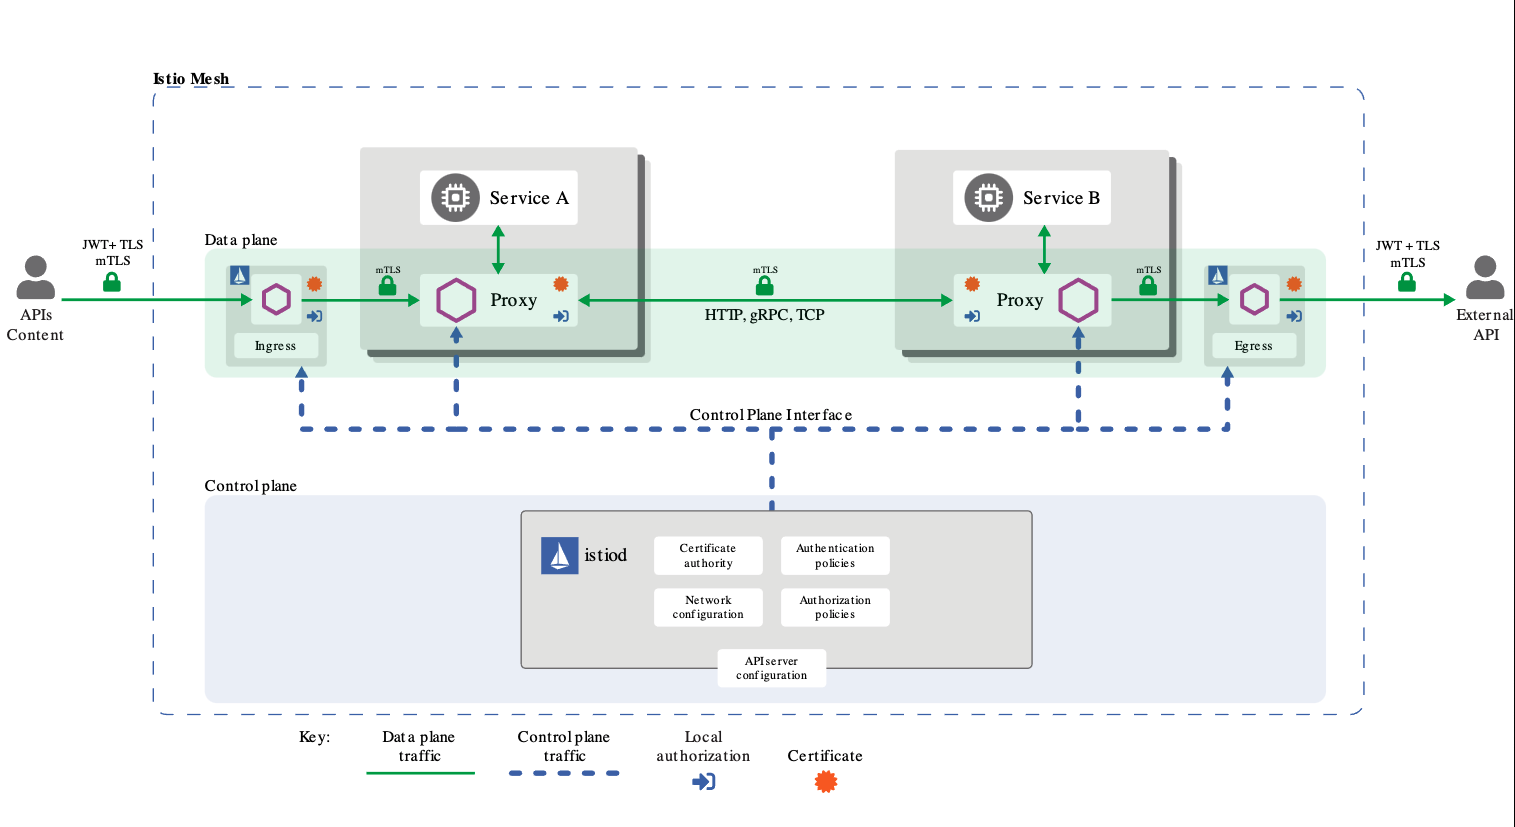 Istio Mesh
Service A
Service B
Data plane
JWT+ TLS
mTLS
JWT + TLS
mTLS
mTLS
Proxy
mTLS
HTTP, gRPC, TCP
Proxy
mTLS
APIs
Content
External
API
Ingress
Egress
Control Plane Interface
Control plane
istiod
Certificate
authority
Authentication
policies
Network
configuration
Authorization
policies
API server
configuration
Key:
Data plane
traffic
Control plane
traffic
Local
authorization
Certificate